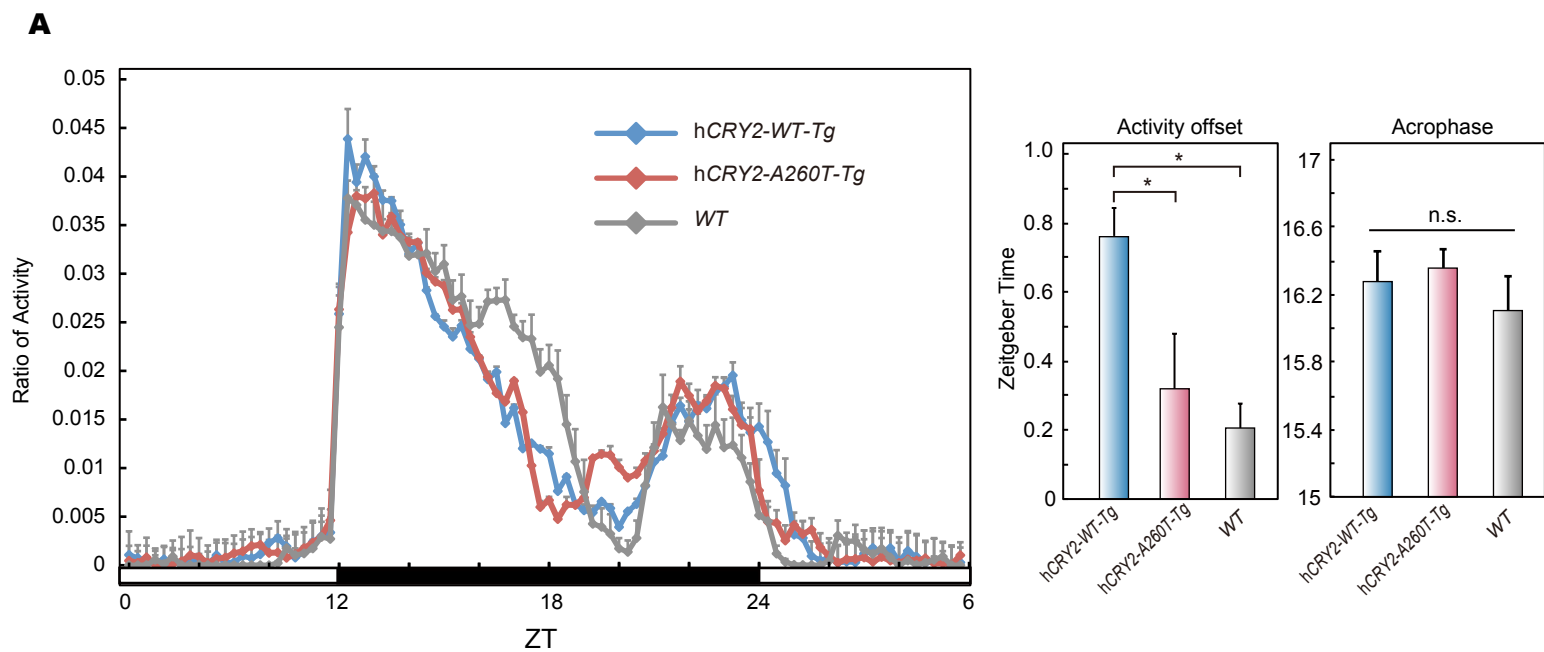 A
0.05
0.045
0.04
0.035
0.03
0.025
0.02
0.015
0.01
0.005
0
Ratio of Activity
hCRY2-WT-Tg
hCRY2-A260T-Tg
WT
0
12
18
24
6
ZT
Activity offset
1.0
0.8
0.6
0.4
0.2
0
Zeitgeber Time
*
*
hCRY2-WT-Tg
hCRY2-A260T-Tg
WT
Acrophase
17
16.6
16.2
15.8
15.4
15
n.s.
hCRY2-WT-Tg
hCRY2-A260T-Tg
WT